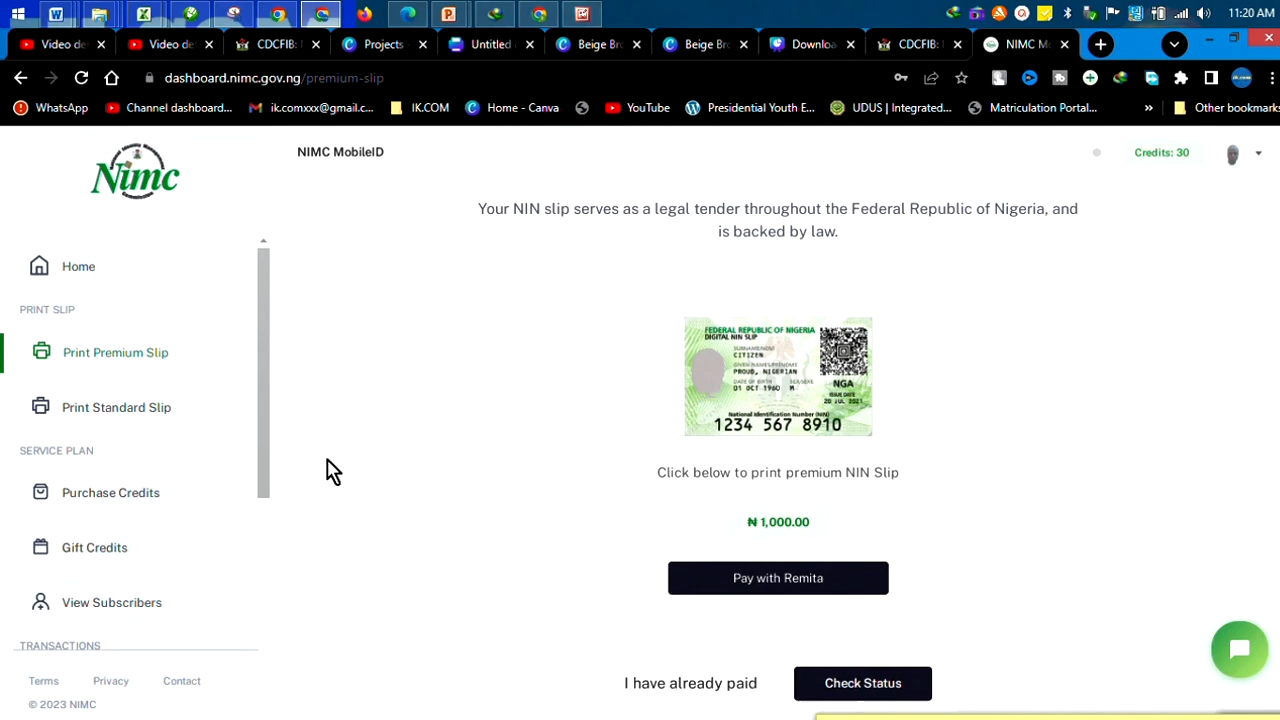 11:20 AM
Video de
Video de
CDCFIB:
Projects
Untitled
Beige Br
Beige Br
Downloa
CDCFIB:
NIMC M
dashboard.nimc.gov.ng/premium-slip
WhatsApp
Channel dashboard...
ik.comxxx@gmail.c...
IK.COM
Home - Canva
YouTube
Presidential Youth E...
UDUS | Integrated...
Matriculation Portal...
»
Other bookmarks
Nimc
NIMC MobileID
Credits: 30
Home
PRINT SLIP
Print Premium Slip
Print Standard Slip
SERVICE PLAN
Purchase Credits
Gift Credits
View Subscribers
TRANSACTIONS
Terms
Privacy
Contact
© 2023 NIMC
Your NIN slip serves as a legal tender throughout the Federal Republic of Nigeria, and
is backed by law.
FEDERAL REPUBLIC OF NIGERIA
DIGITAL NIN SLIP
CITIZEN
PROUD, NIGERIAN
DATE OF BIRTH
01 OCT 1960 M
NGA
ISSUE DATE
20 JUL 2021
National Identification Number (NIN)
1234 567 8910
Click below to print premium NIN Slip
₦ 1,000.00
Pay with Remita
I have already paid
Check Status